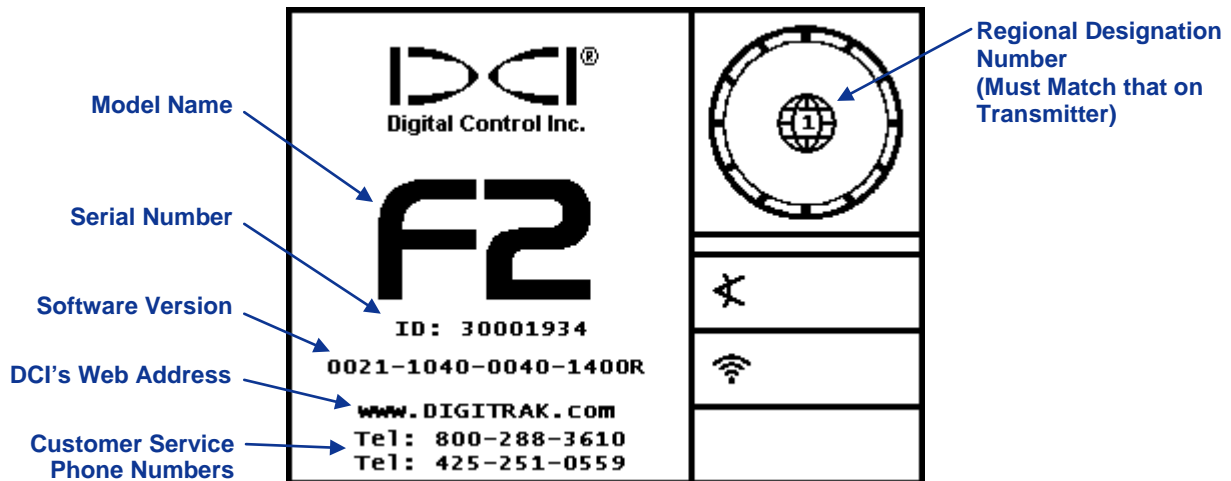 Model Name
Serial Number
Software Version
DCI's Web Address
Customer Service
Phone Numbers
DCI®
Digital Control Inc.
F2
ID: 30001934
0021-1040-0040-1400R
www.DIGITRAK.com
Tel: 800-288-3610
Tel: 425-251-0559
1
Regional Designation
Number
(Must Match that on
Transmitter)